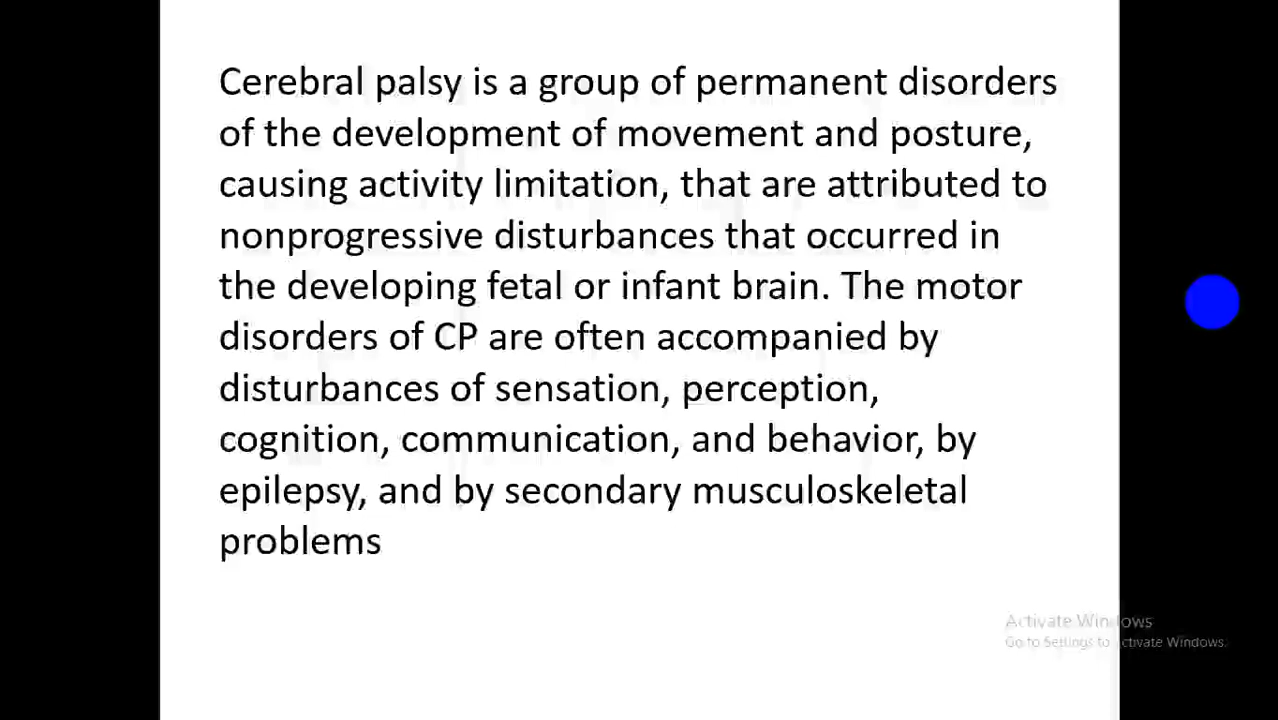 Cerebral palsy is a group of permanent disorders
of the development of movement and posture,
causing activity limitation, that are attributed to
nonprogressive disturbances that occurred in
the developing fetal or infant brain. The motor
disorders of CP are often accompanied by
disturbances of sensation, perception,
cognition, communication, and behavior, by
epilepsy, and by secondary musculoskeletal
problems
Activate Windows
Go to Settings to activate Windows.